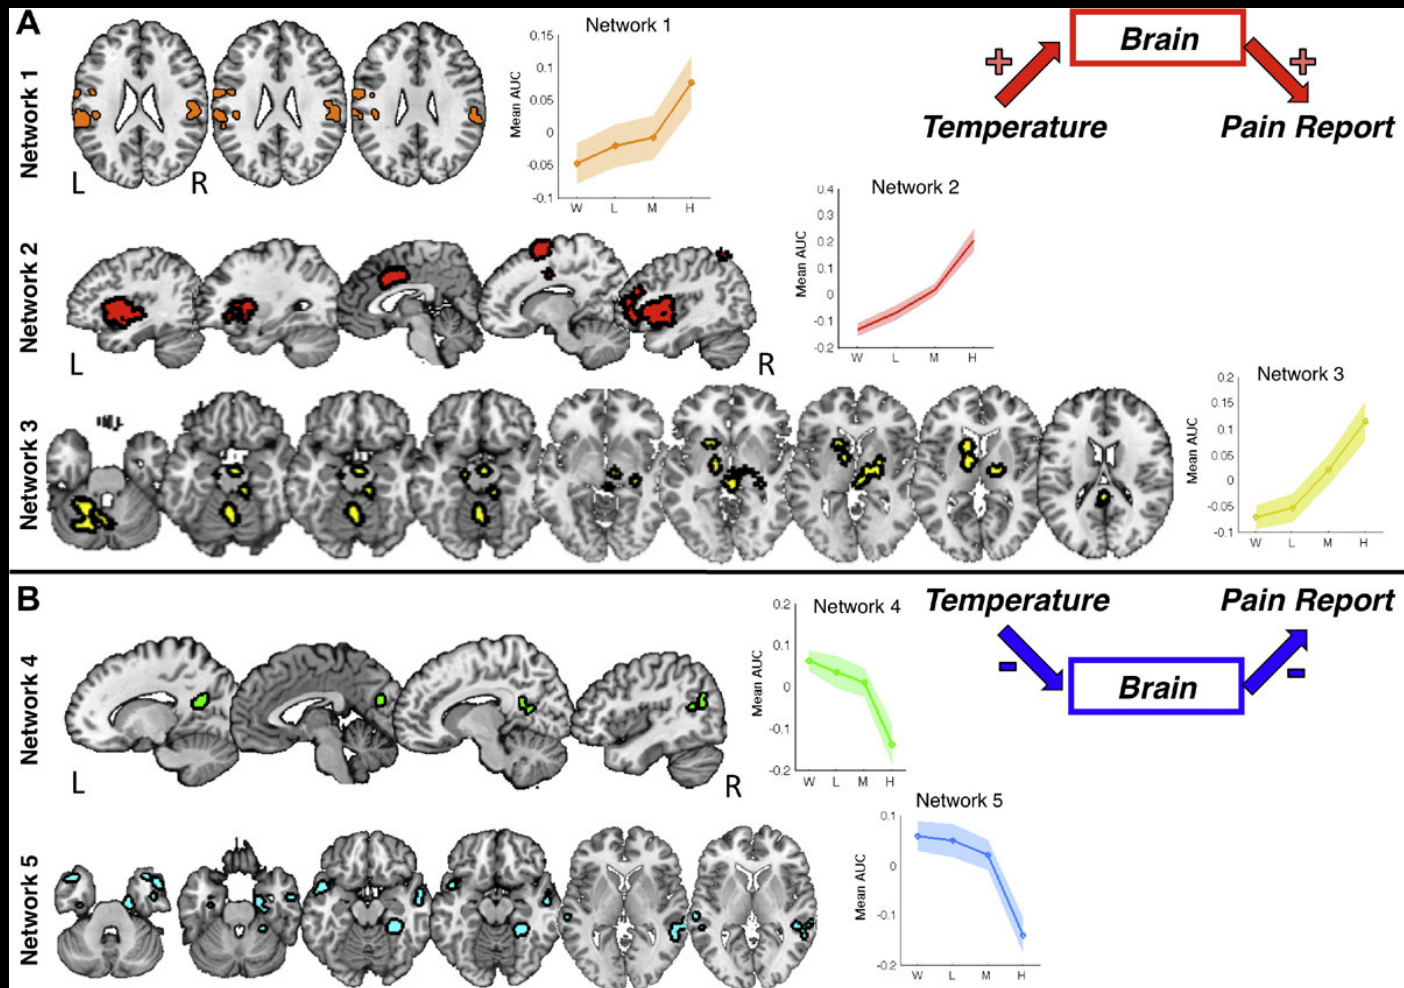 A
Network 1
L
R
Network 1
Mean AUC
0.15
0.1
0.05
0
-0.05
-0.1
W L M H
+ Brain +
Temperature Pain Report
Network 2
L
R
Network 2
Mean AUC
0.4
0.3
0.2
0.1
0
-0.1
-0.2
W L M H
Network 3
Network 3
Mean AUC
0.2
0.15
0.1
0.05
0
-0.05
-0.1
W L M H
B
Network 4
L
R
Network 4
Mean AUC
0.2
0.1
0
-0.1
-0.2
W L M H
Temperature Pain Report
- Brain -
Network 5
Network 5
Mean AUC
0.1
0
-0.1
-0.2
W L M H